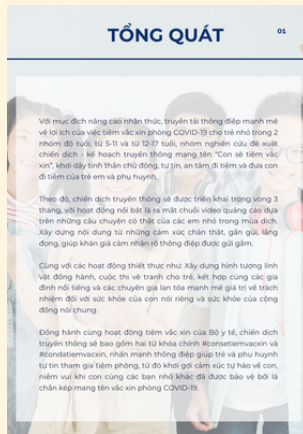 TỔNG QUÁT
01
Với mục đích nâng cao nhận thức, truyền tải thông điệp mạnh mẽ
về lợi ích của việc tiêm vắc xin phòng COVID-19 cho trẻ nhỏ trong 2
nhóm độ tuổi, từ 5-11 và từ 12-17 tuổi, nhóm nghiên cứu đề xuất
chiến dịch - kế hoạch truyền thông mang tên "Con sẽ tiêm vắc
xin", khơi dậy tinh thần chủ động, tự tin, an tâm đi tiêm và đưa con
đi tiêm của trẻ em và phụ huynh.
Theo đó, chiến dịch truyền thông sẽ được triển khai trong vòng 3
tháng, với hoạt động nổi bật là ra mắt chuỗi video quảng cáo dựa
trên những câu chuyện có thật của các em nhỏ trong mùa dịch.
Xây dựng nội dung từ những cảm xúc chân thật, gần gũi, lắng
đọng, giúp khán giả cảm nhận rõ thông điệp được gửi gắm.
Cùng với các hoạt động thiết thực như: Xây dựng hình tượng linh
vật đồng hành, cuộc thi vẽ tranh cho trẻ, kết hợp cùng các gia
đình nổi tiếng và các chuyên gia lan tỏa mạnh mẽ giá trị về trách
nhiệm đối với sức khỏe của con nói riêng và sức khỏe của cộng
đồng nói chung.
Đồng hành cùng hoạt động tiêm vắc xin của Bộ y tế, chiến dịch
truyền thông sẽ bao gồm hai từ khóa chính #consetiemvacxin và
#condatiemvacxin, nhấn mạnh thông điệp giúp trẻ và phụ huynh
tự tin tham gia tiêm phòng, từ đó khơi gợi cảm xúc tự hào về con,
niềm vui khi con cùng các bạn nhỏ khác đã được bảo vệ bởi lá
chắn kép mang tên vắc xin phòng COVID-19.